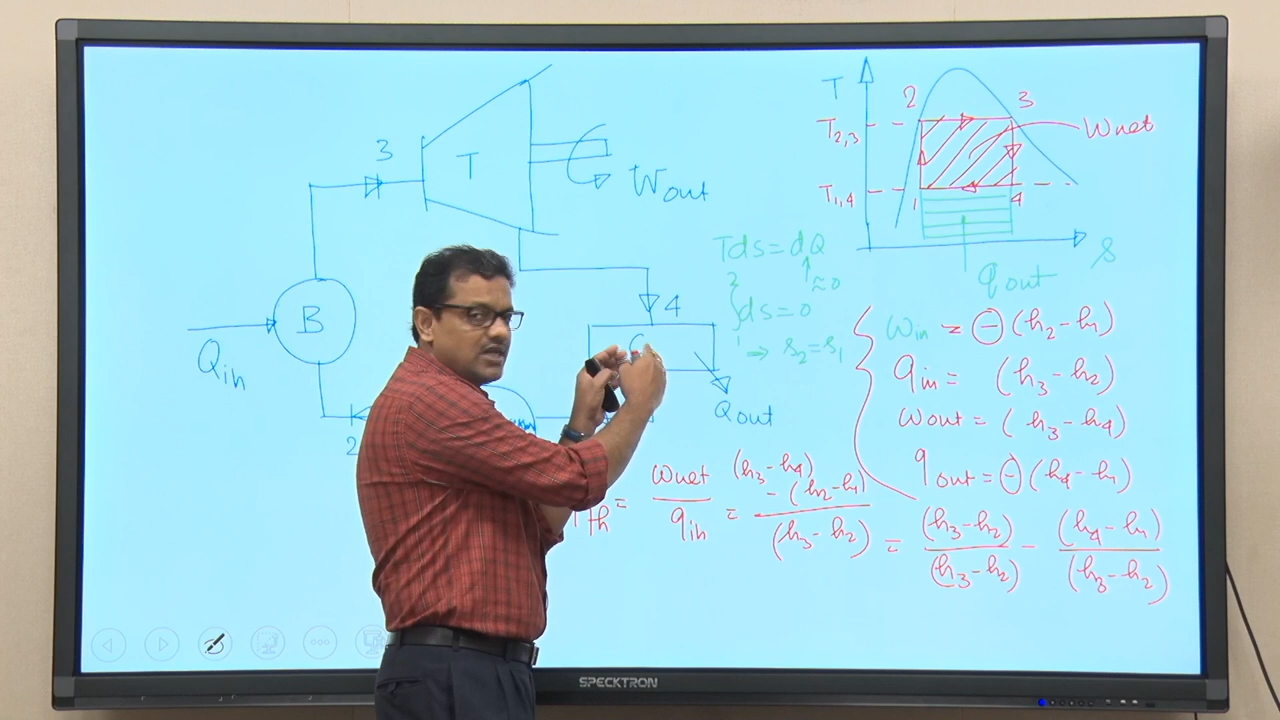 3
T
Wout
B
Qin
2
4
Qout
Tds = dQ
≈0
ds = 0
⇒ s2 = s1
T
2
3
T2,3
Wnet
T1,4
1
4
s
qout
Win = ⊖ (h2-h1)
qin = (h3-h2)
Wout = (h3-h4)
qout = ⊖ (h4-h1)
th = Wnet / qin = (h3-h4) - (h2-h1) / (h3-h2) = (h3-h2) / (h3-h2) - (h4-h1) / (h3-h2)
SPECKTRON